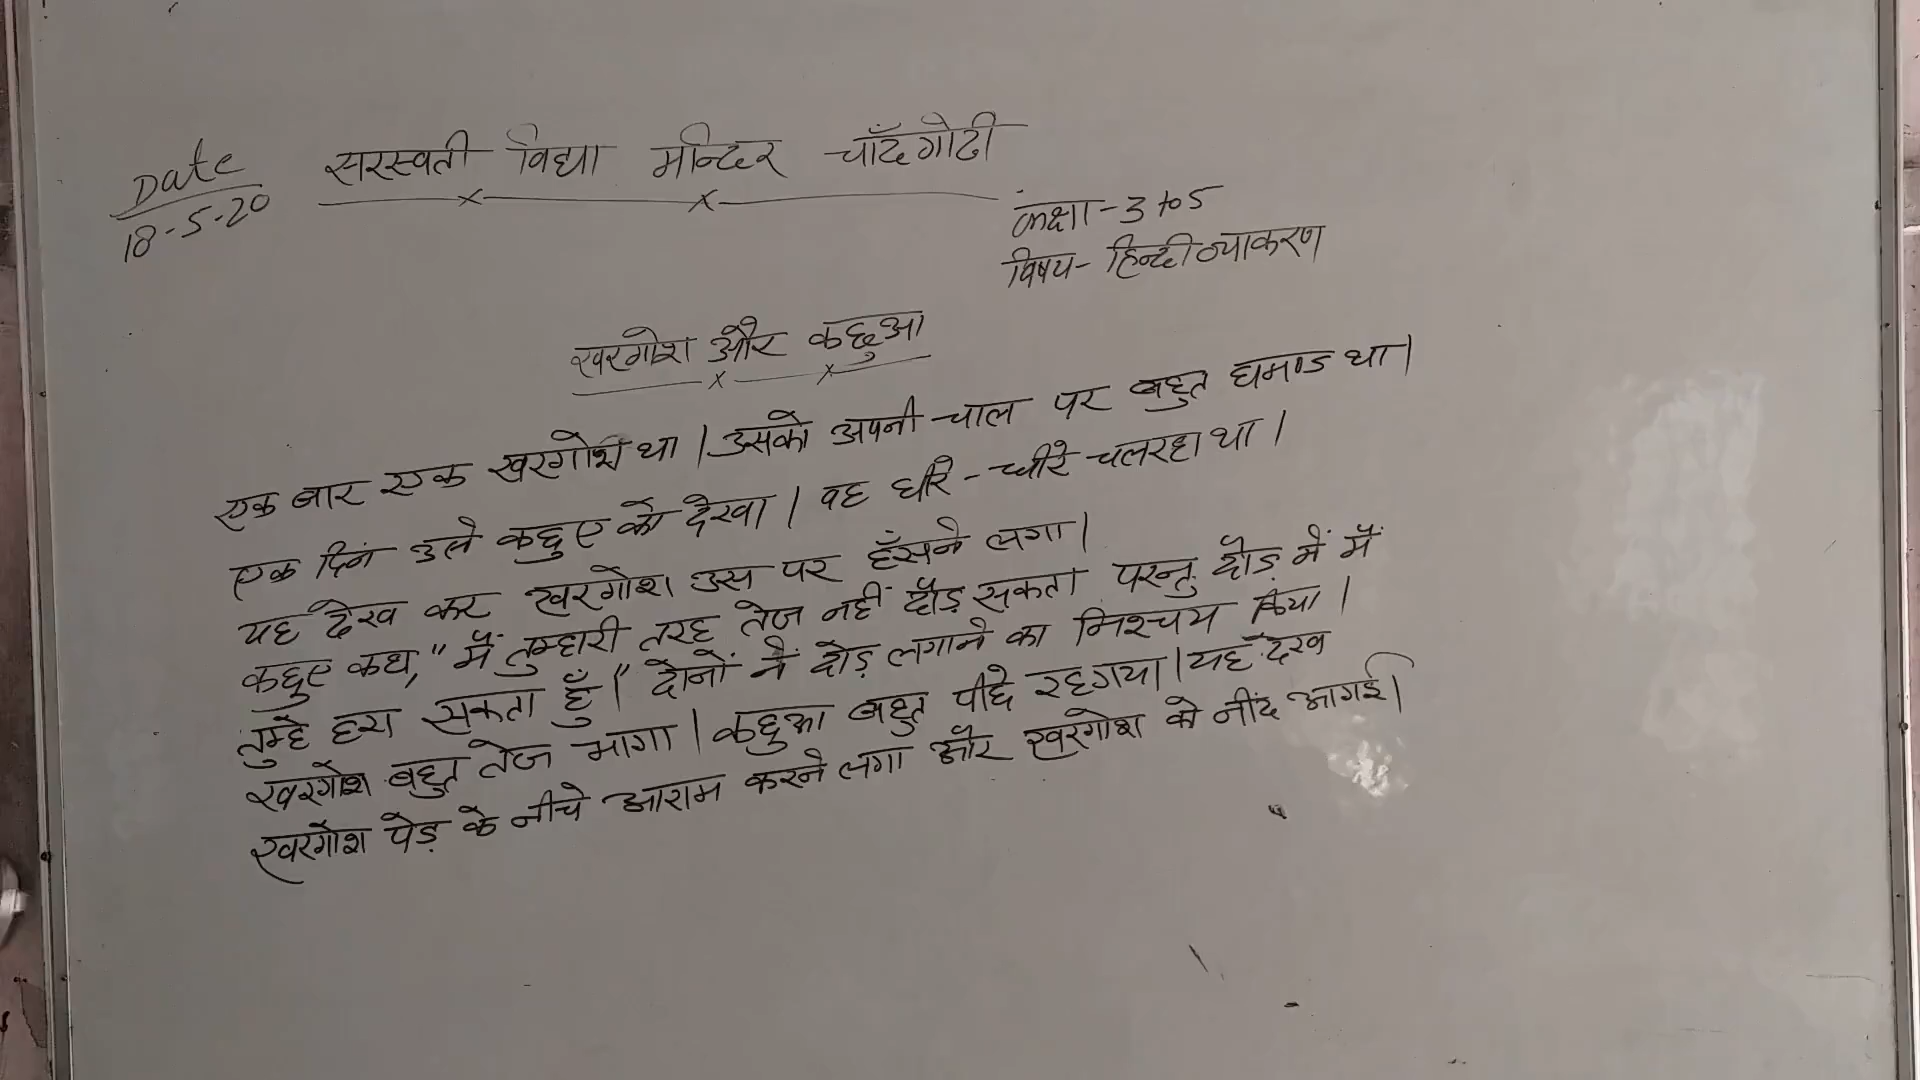 Date सरस्वती विद्या मन्दिर चाँदगोठी
18-5-20
कक्षा-3 to 5
विषय- हिन्दी व्याकरण
खरगोश और कछुआ
एक बार एक खरगोश था। उसको अपनी चाल पर बहुत घमण्ड था।
एक दिन उसे कछुए को देखा। वह धीरे-धीरे चल रहा था।
यह देख कर खरगोश उस पर हँसने लगा।
कछुए कहा, "मैं तुम्हारी तरह तेज नहीं दौड़ सकता परन्तु दौड़ में मैं
तुम्हे हरा सकता हूँ।" दोनों ने दौड़ लगाने का निश्चय किया।
खरगोश बहुत तेज भागा। कछुआ बहुत पीछे रह गया। यह देख
खरगोश पेड़ के नीचे आराम करने लगा और खरगोश को नींद आ गई।